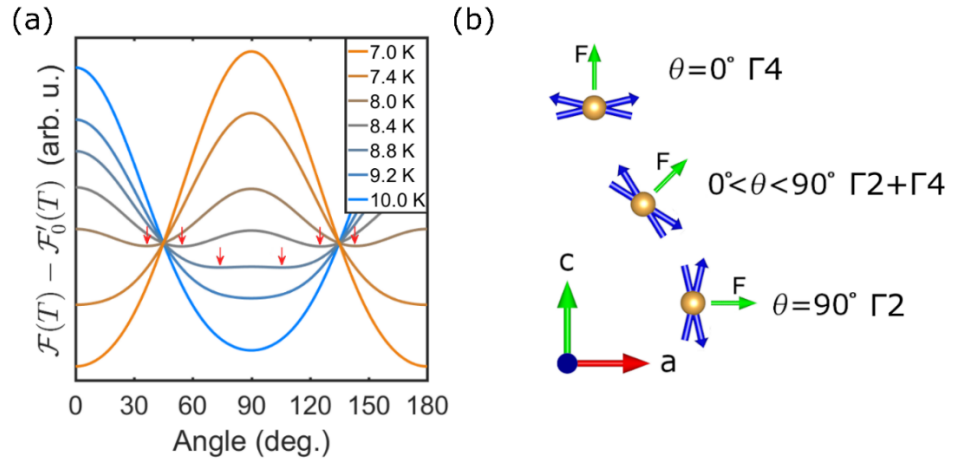 (a)
F(T) − F′₀(T) (arb. u.)
7.0 K
7.4 K
8.0 K
8.4 K
8.8 K
9.2 K
10.0 K
0 30 60 90 120 150 180
Angle (deg.)
(b)
F
θ=0° Γ4
F
0°<θ<90° Γ2+Γ4
F
θ=90° Γ2
c
a